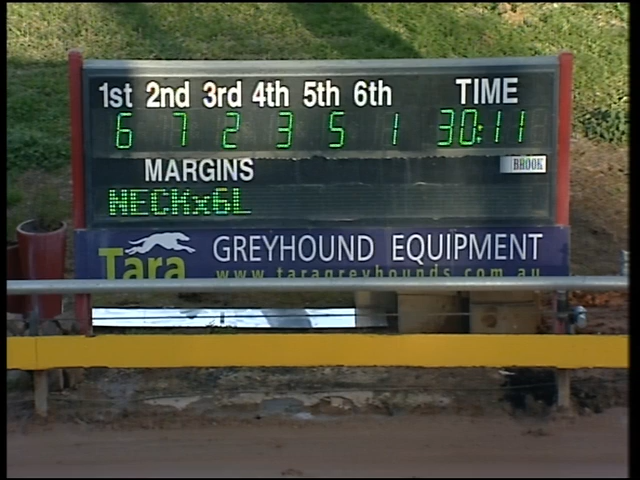 1st 2nd 3rd 4th 5th 6th TIME
6 7 2 3 5 1 30:11
MARGINS BROOK
NECKx6L
Tara GREYHOUND EQUIPMENT
www.taragreyhounds.com.au